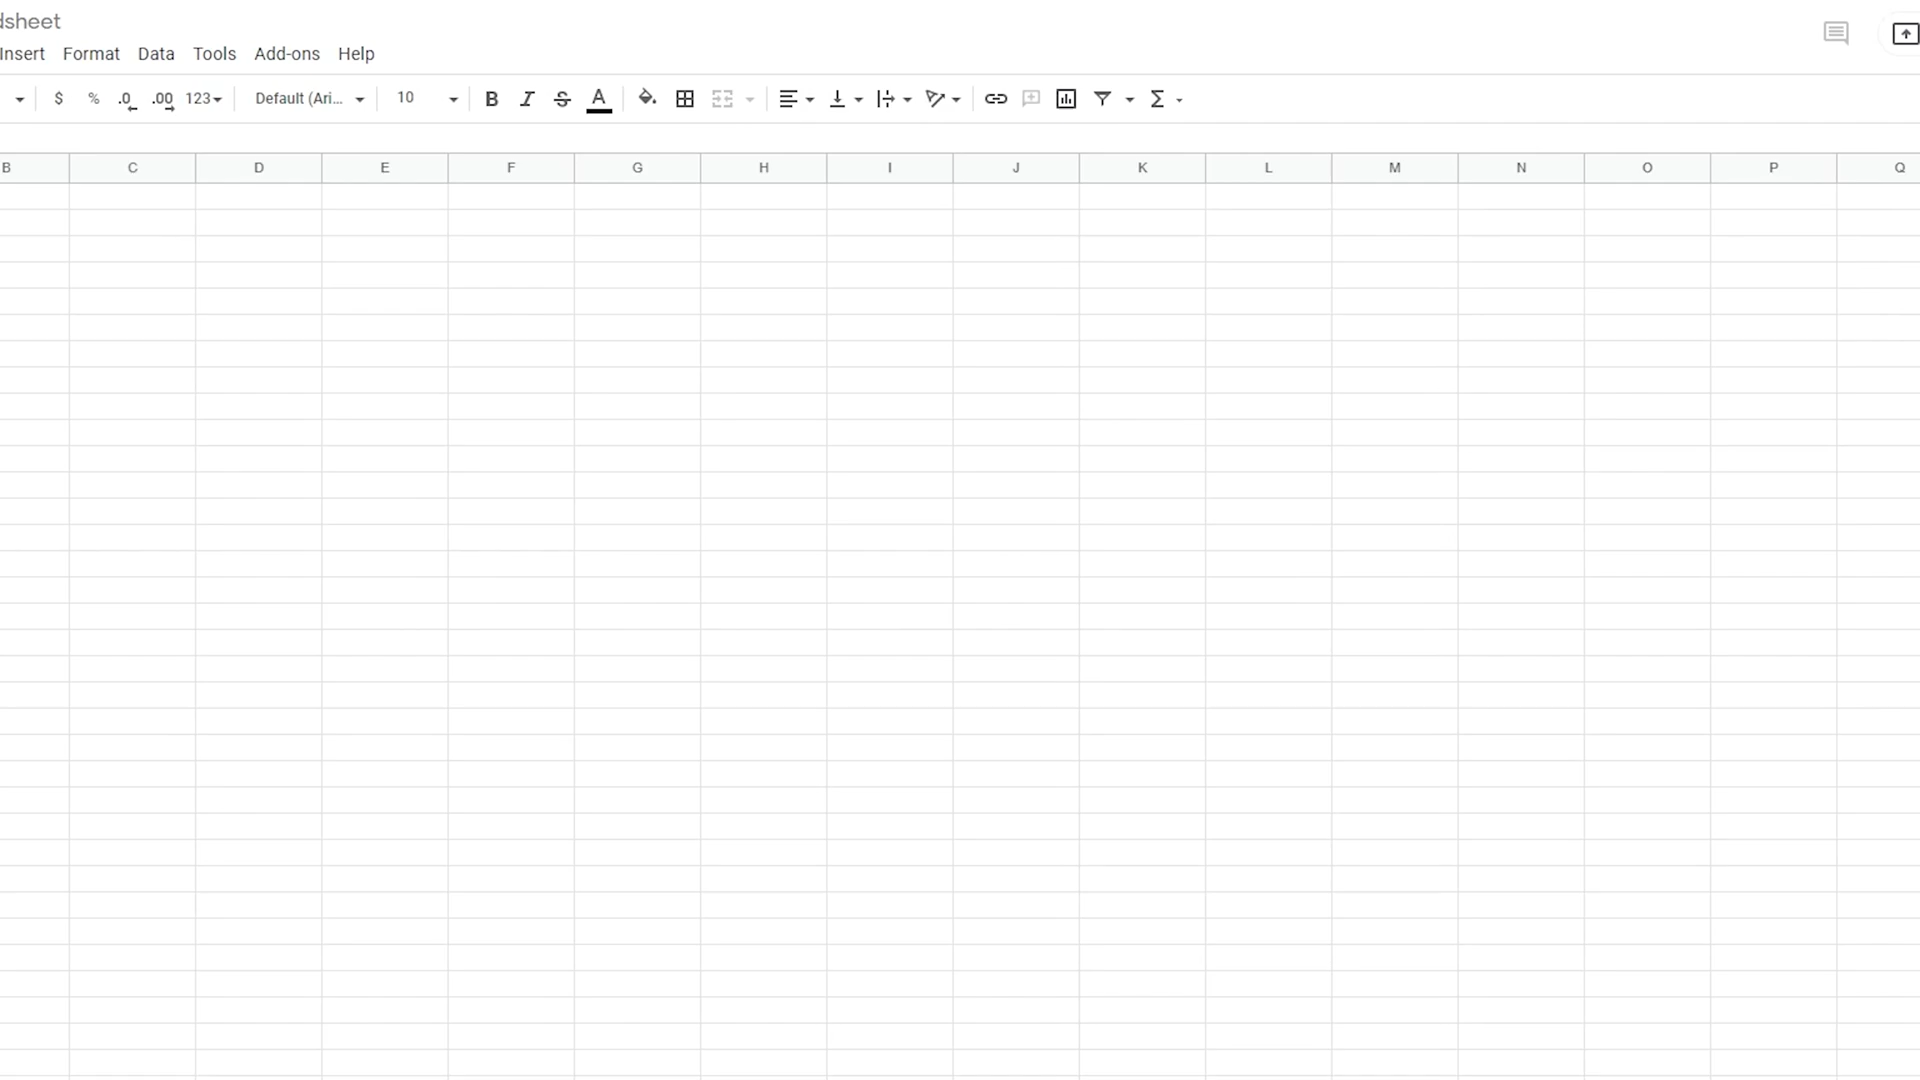 dsheet
Insert Format Data Tools Add-ons Help
$ % .0 .00 123 Default (Ari... 10 B I S A Σ
B C D E F G H I J K L M N O P Q